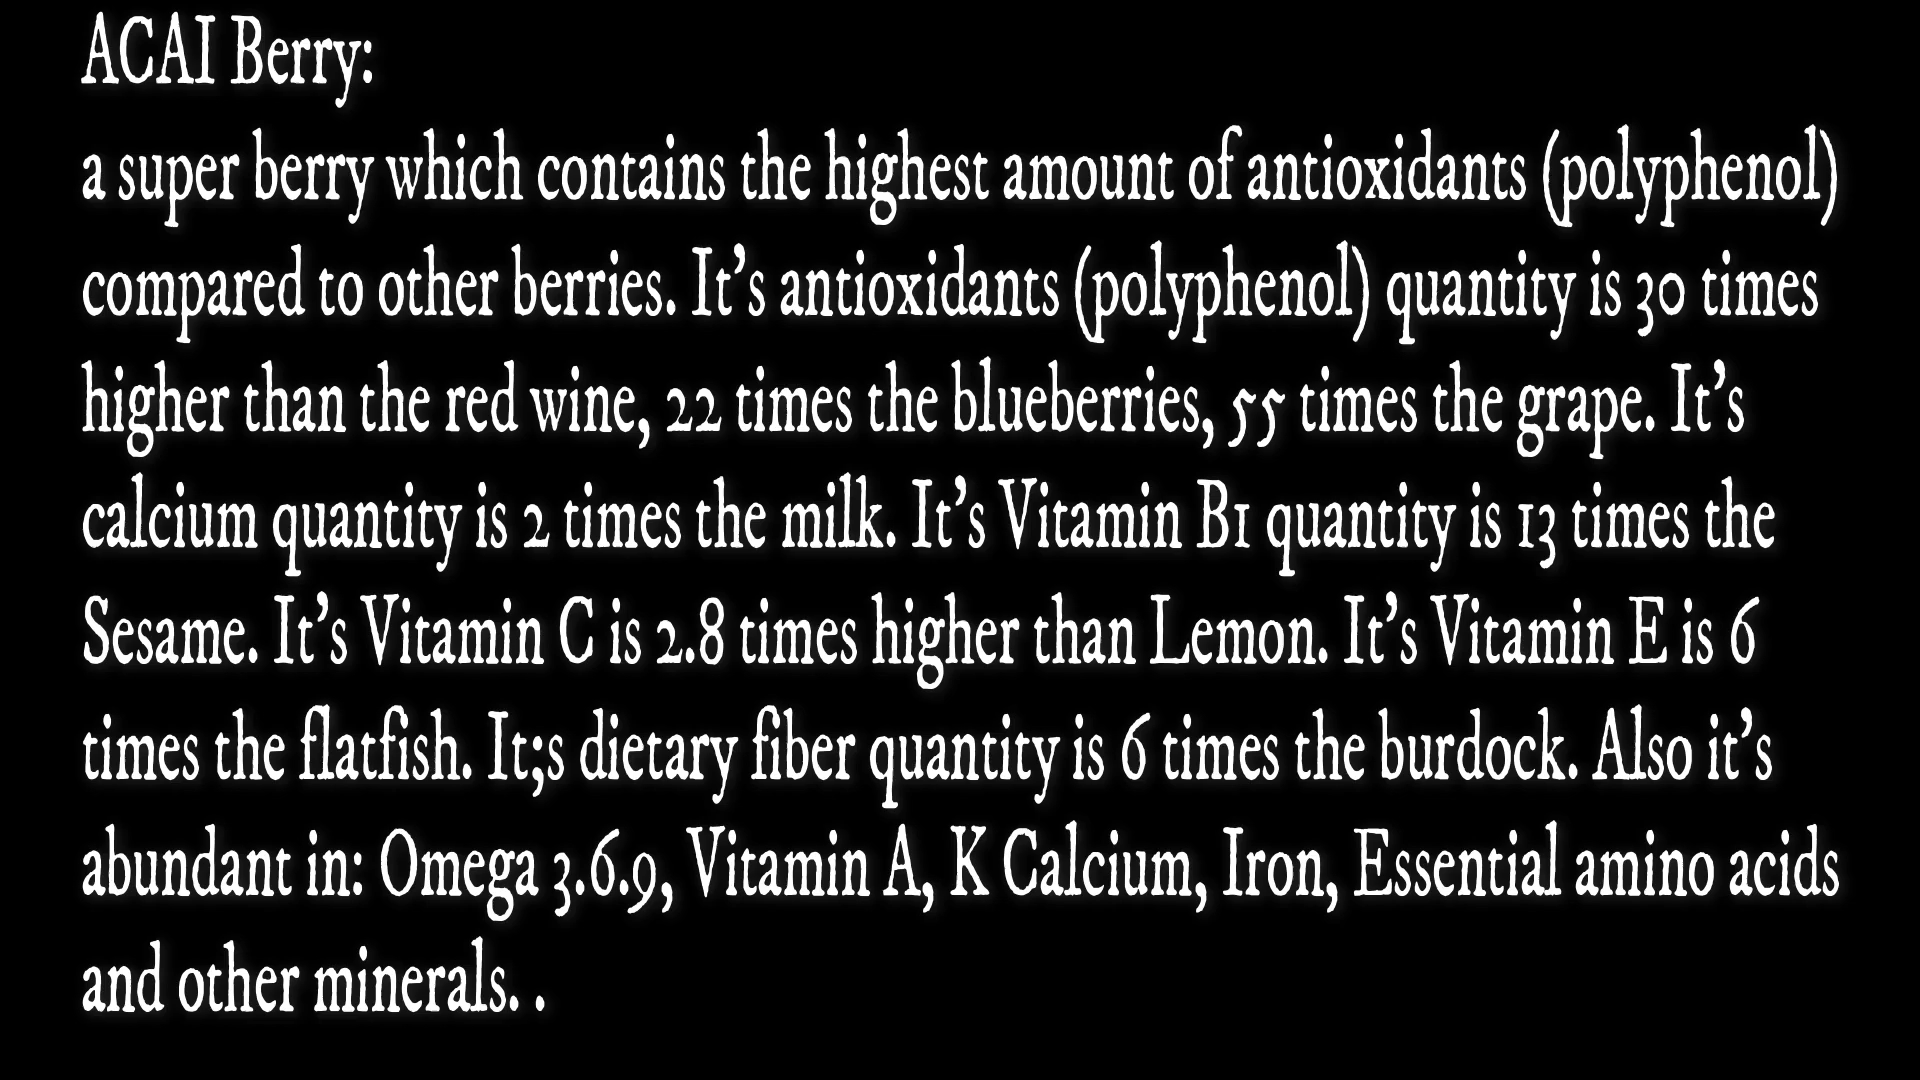 ACAI Berry:
a super berry which contains the highest amount of antioxidants (polyphenol)
compared to other berries. It’s antioxidants (polyphenol) quantity is 30 times
higher than the red wine, 22 times the blueberries, 55 times the grape. It’s
calcium quantity is 2 times the milk. It’s Vitamin B1 quantity is 13 times the
Sesame. It’s Vitamin C is 2.8 times higher than Lemon. It’s Vitamin E is 6
times the flatfish. It;s dietary fiber quantity is 6 times the burdock. Also it’s
abundant in: Omega 3.6.9, Vitamin A, K Calcium, Iron, Essential amino acids
and other minerals. .